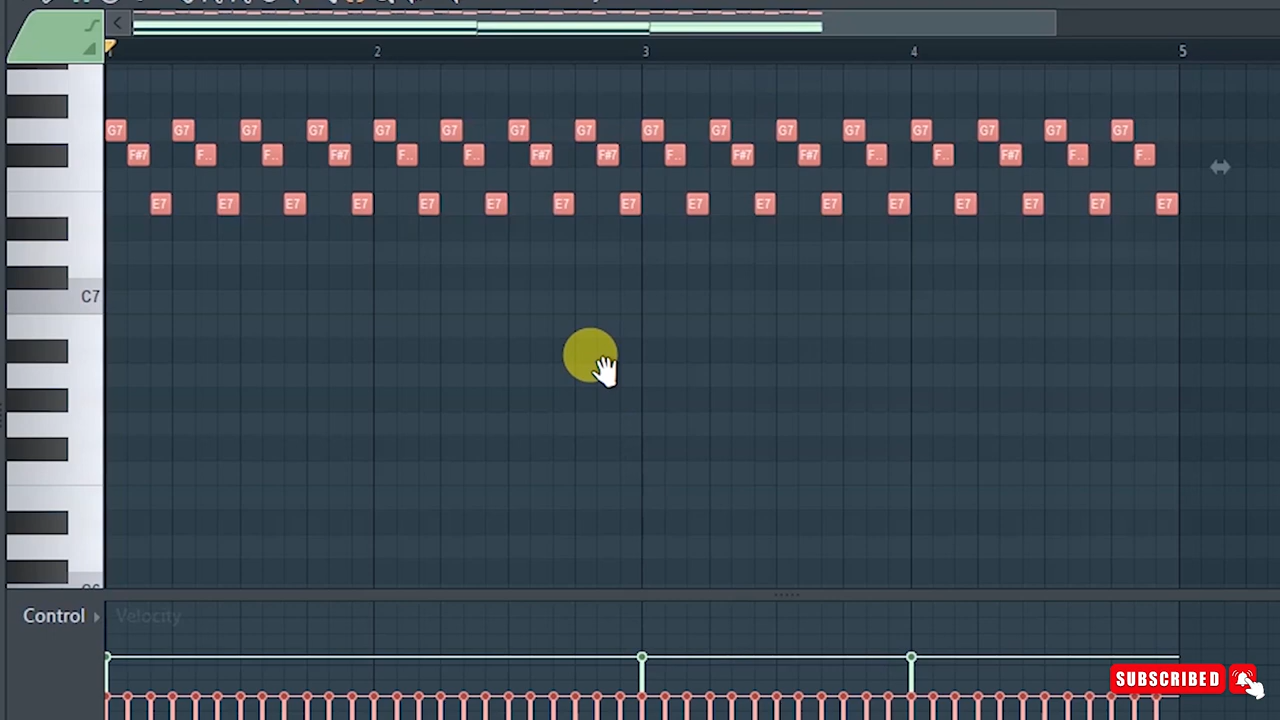 2 3 4 5
G7 G7 G7 G7 G7 G7 G7 G7 G7 G7 G7 G7 G7 G7 G7 G7
F#7 F.. F.. F#7 F.. F.. F#7 F#7 F.. F#7 F#7 F.. F.. F#7 F.. F..
E7 E7 E7 E7 E7 E7 E7 E7 E7 E7 E7 E7 E7 E7 E7 E7
C7
Control Velocity
SUBSCRIBED